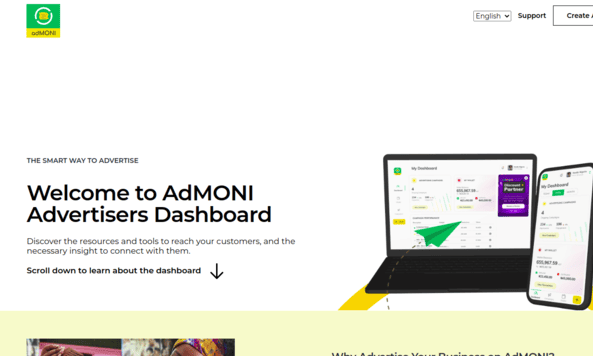 adMONI
English
Support
Create A
THE SMART WAY TO ADVERTISE
Welcome to AdMONI
Advertisers Dashboard
Discover the resources and tools to reach your customers, and the
necessary insight to connect with them.
Scroll down to learn about the dashboard
My Dashboard
Partner
My Dashboard
Why Advertise Your Business on AdMONI?